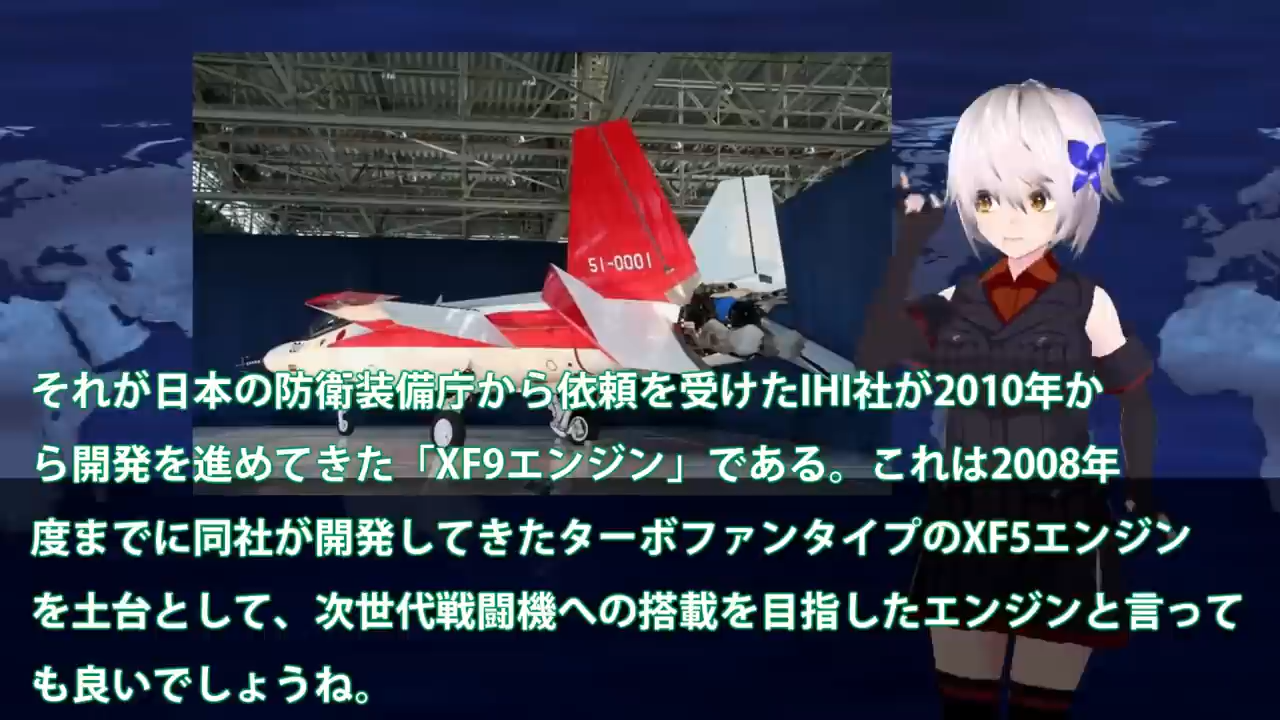 51-0001
それが日本の防衛装備庁から依頼を受けたIHI社が2010年か
ら開発を進めてきた「XF9エンジン」である。これは2008年
度までに同社が開発してきたターボファンタイプのXF5エンジン
を土台として、次世代戦闘機への搭載を目指したエンジンと言って
も良いでしょうね。